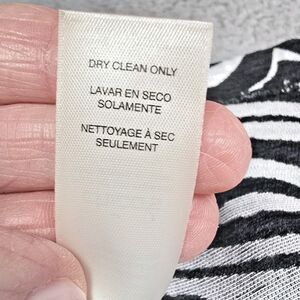 DRY CLEAN ONLY
LAVAR EN SECO
SOLAMENTE
NETTOYAGE À SEC
SEULEMENT